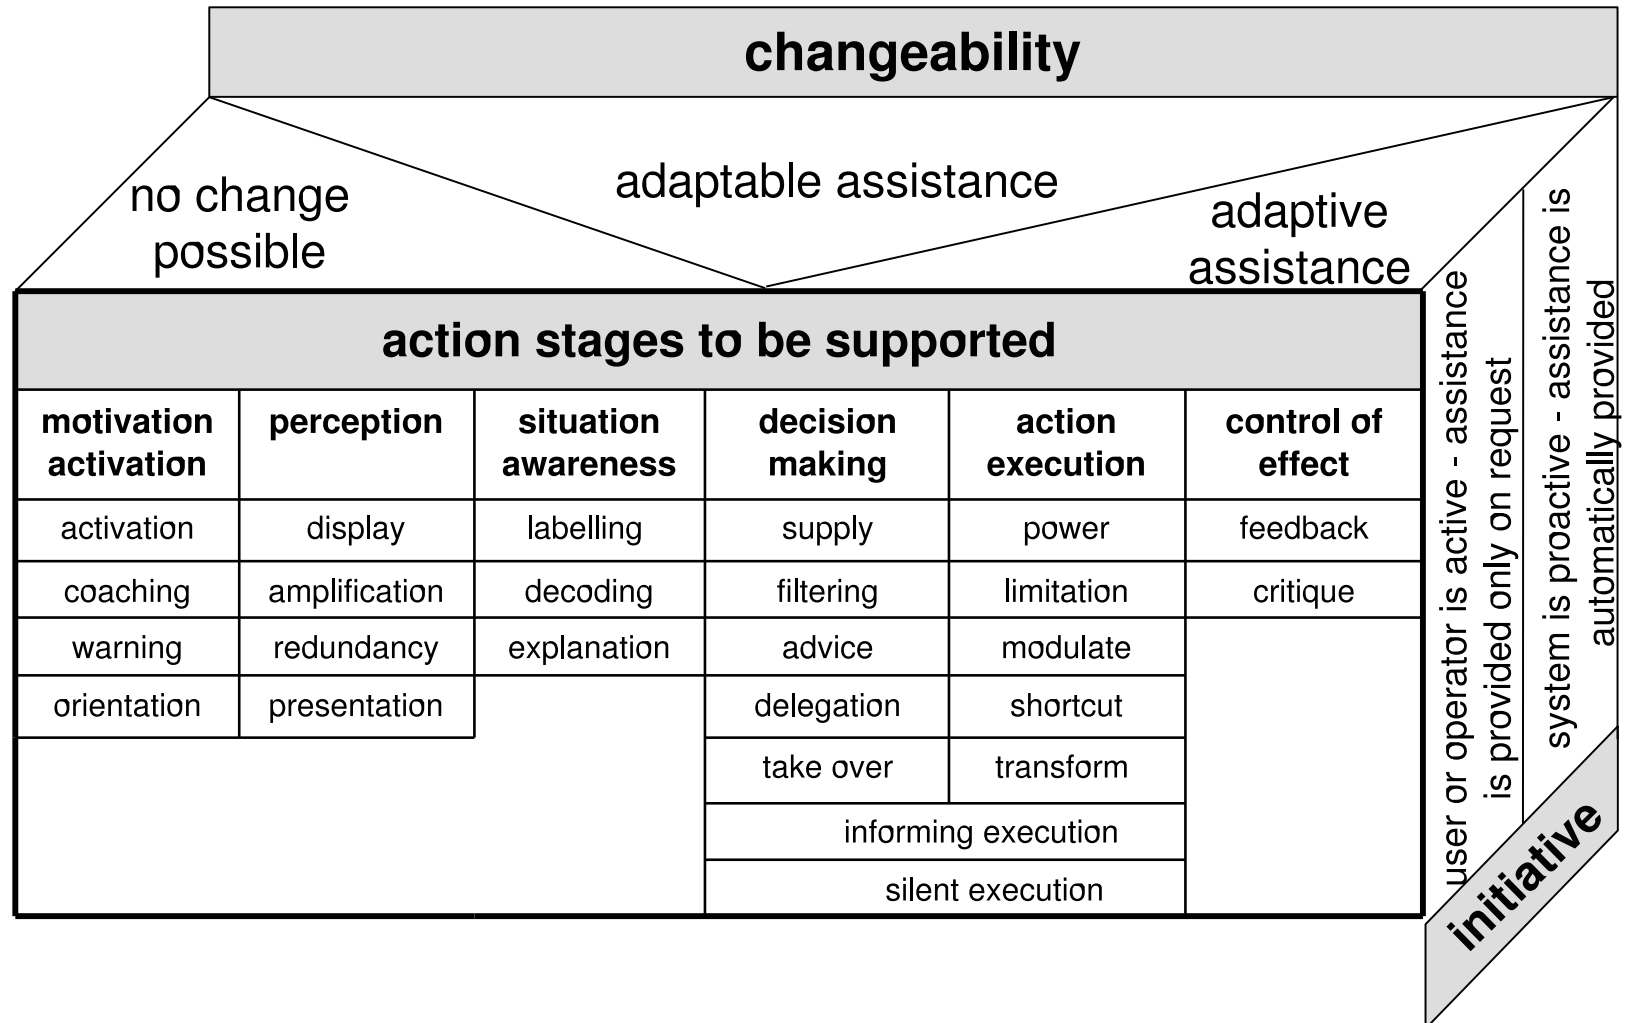 changeability
no change
possible
adaptable assistance
adaptive
assistance
action stages to be supported
motivation
activation
perception
situation
awareness
decision
making
action
execution
control of
effect
activation
display
labelling
supply
power
feedback
coaching
amplification
decoding
filtering
limitation
critique
warning
redundancy
explanation
advice
modulate
orientation
presentation
delegation
shortcut
take over
transform
informing execution
silent execution
user or operator is active - assistance
is provided only on request
system is proactive - assistance is
automatically provided
initiative